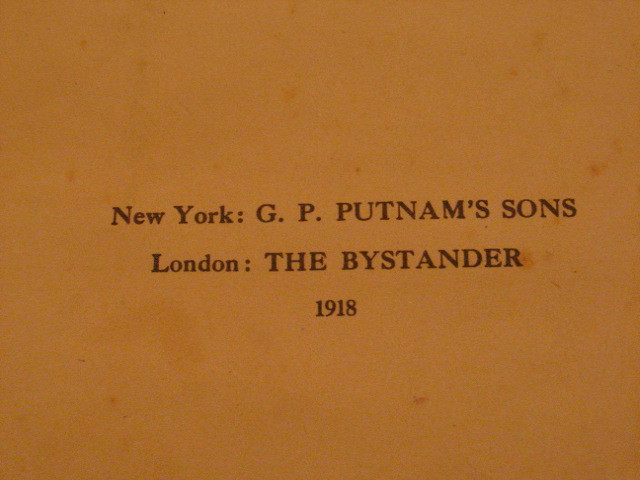 New York: G. P. PUTNAM'S SONS
London: THE BYSTANDER
1918